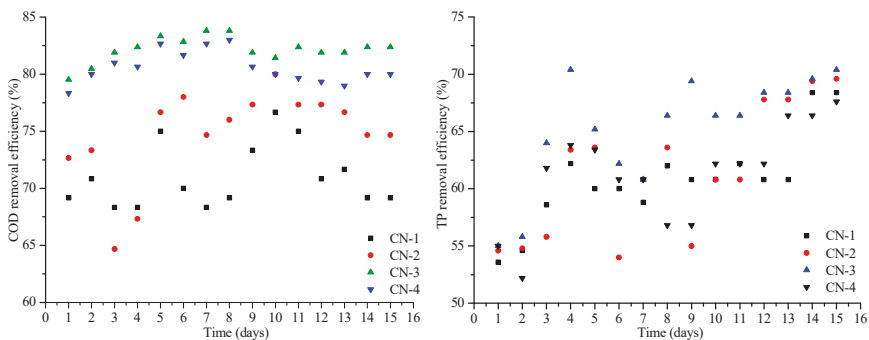 85
80
75
70
65
60
COD removal efficiency (%)
CN-1
CN-2
CN-3
CN-4
0 1 2 3 4 5 6 7 8 9 10 11 12 13 14 15 16
Time (days)
75
70
65
60
55
50
TP removal efficiency (%)
CN-1
CN-2
CN-3
CN-4
0 1 2 3 4 5 6 7 8 9 10 11 12 13 14 15 16
Time (days)